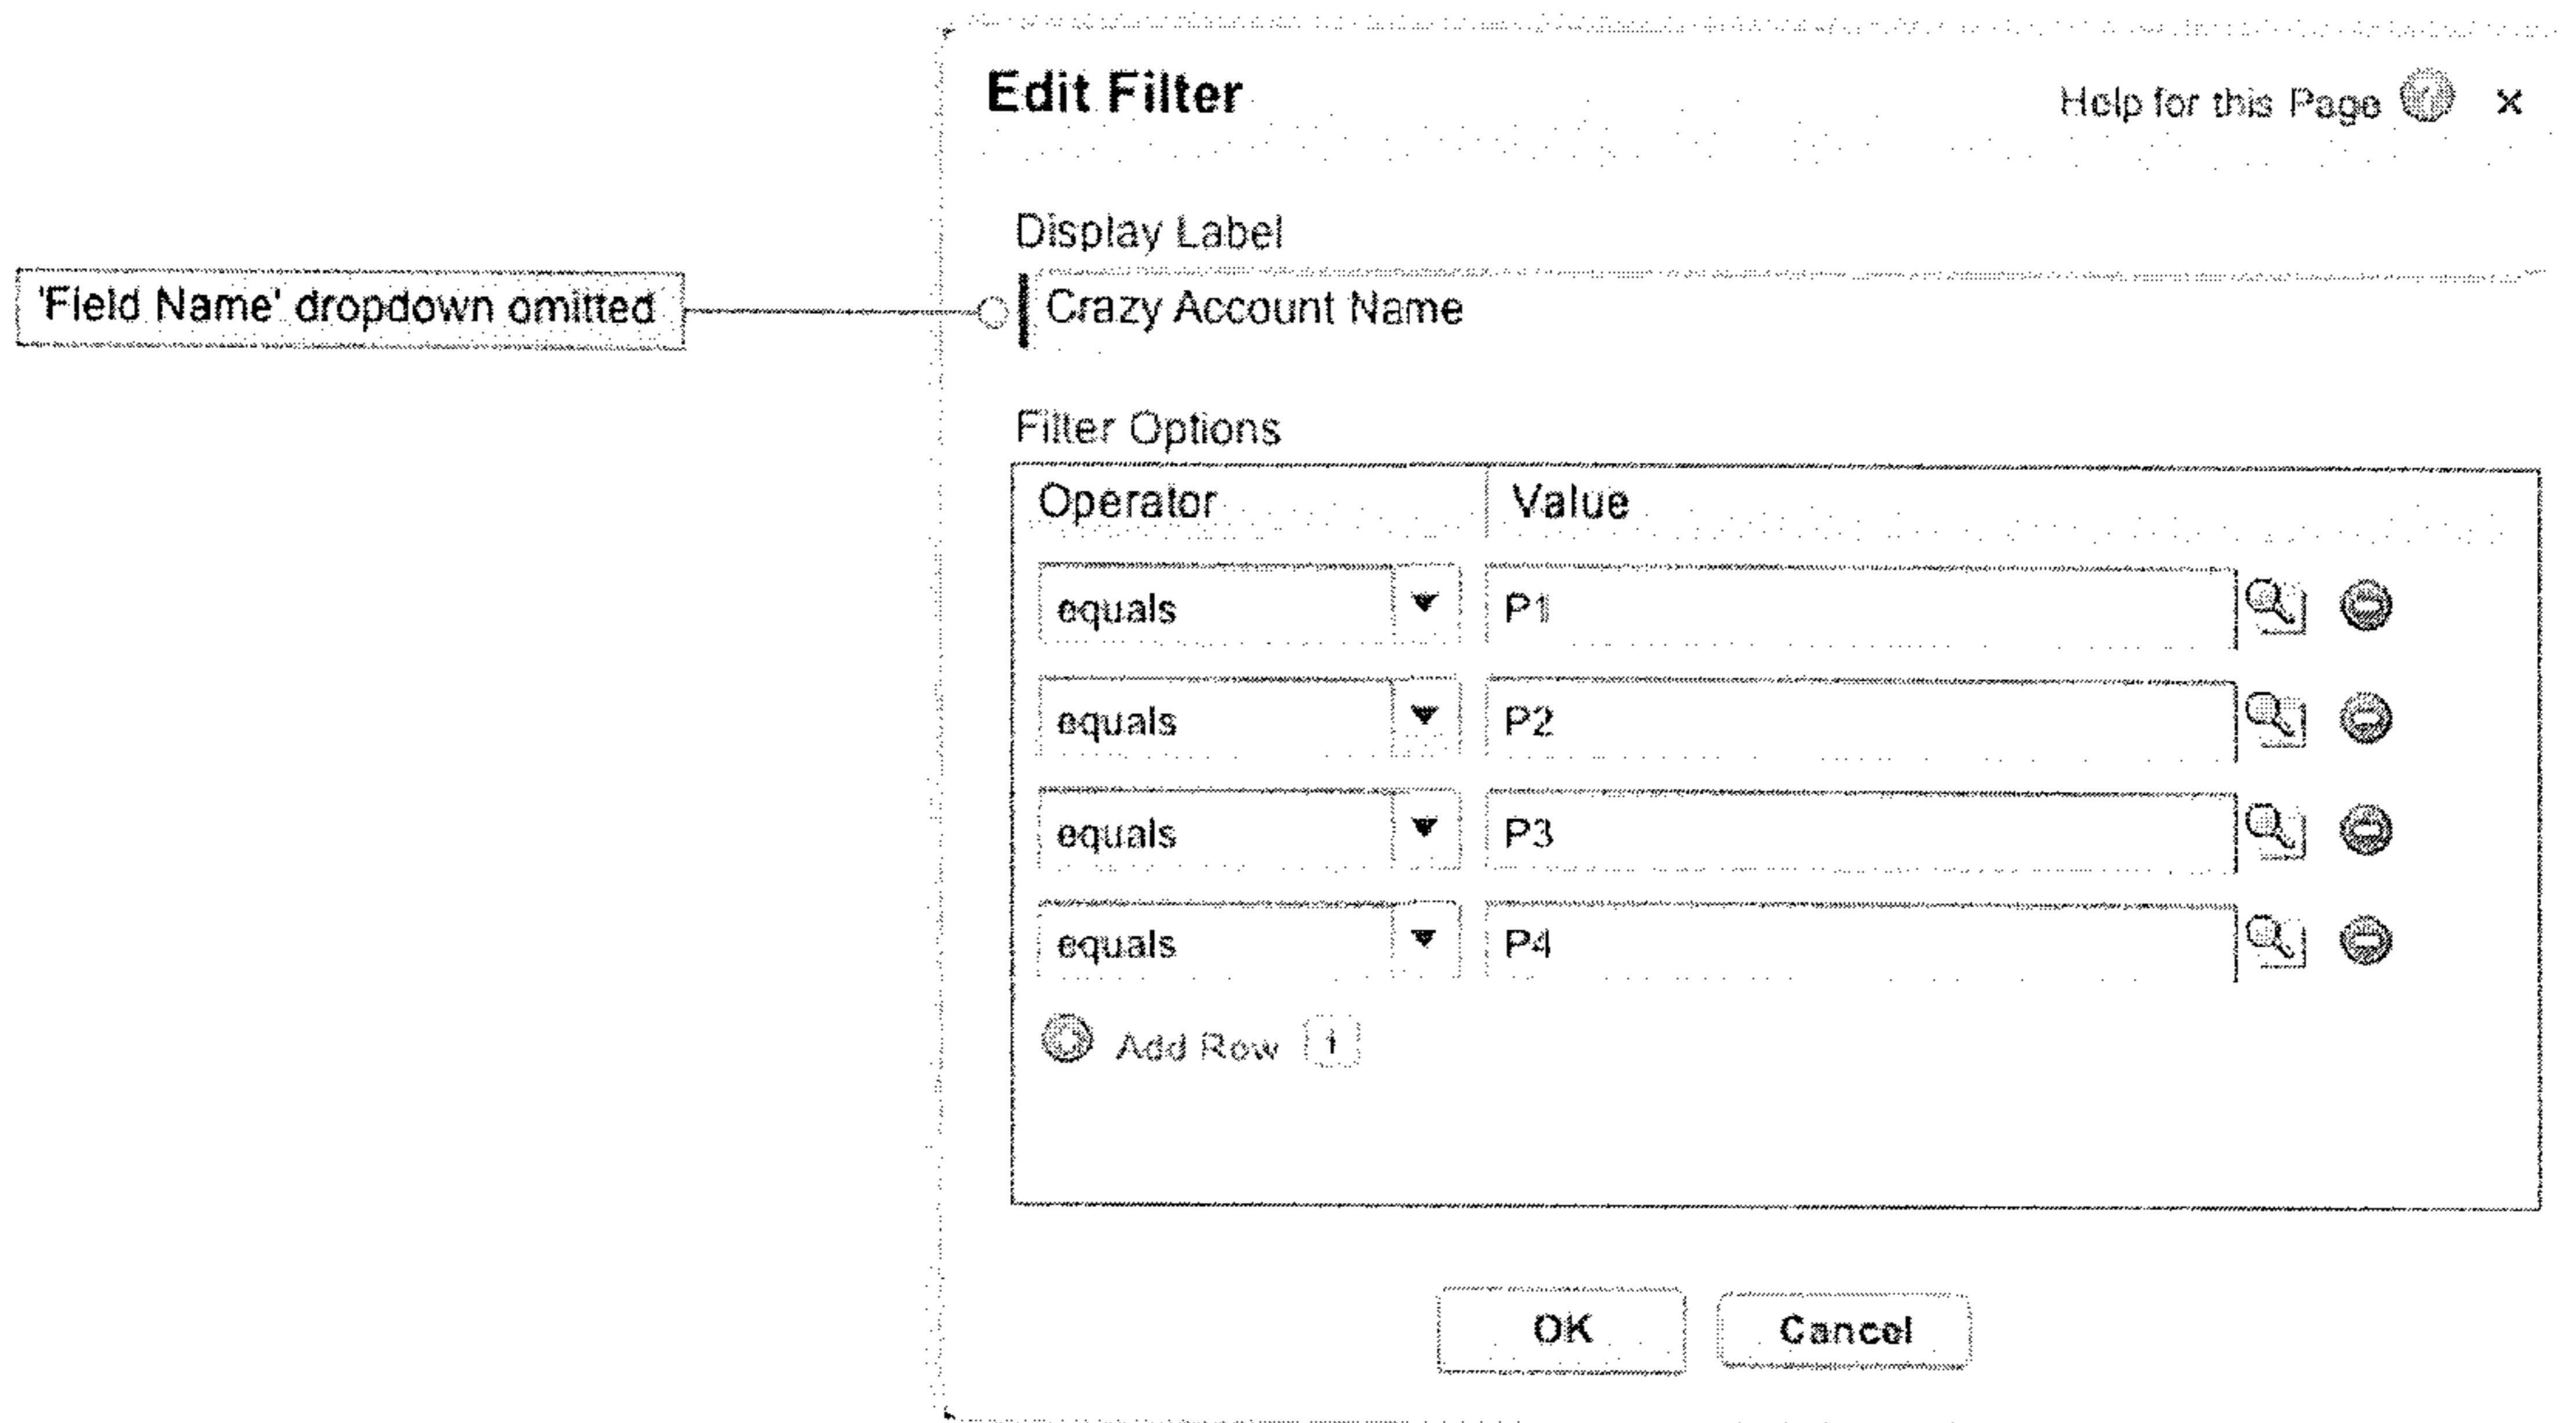 Edit Filter
Help for this Page ? ×
Display Label
'Field Name' dropdown omitted
Crazy Account Name
Filter Options
Operator Value
equals P1
equals P2
equals P3
equals P4
Add Row i
OK Cancel